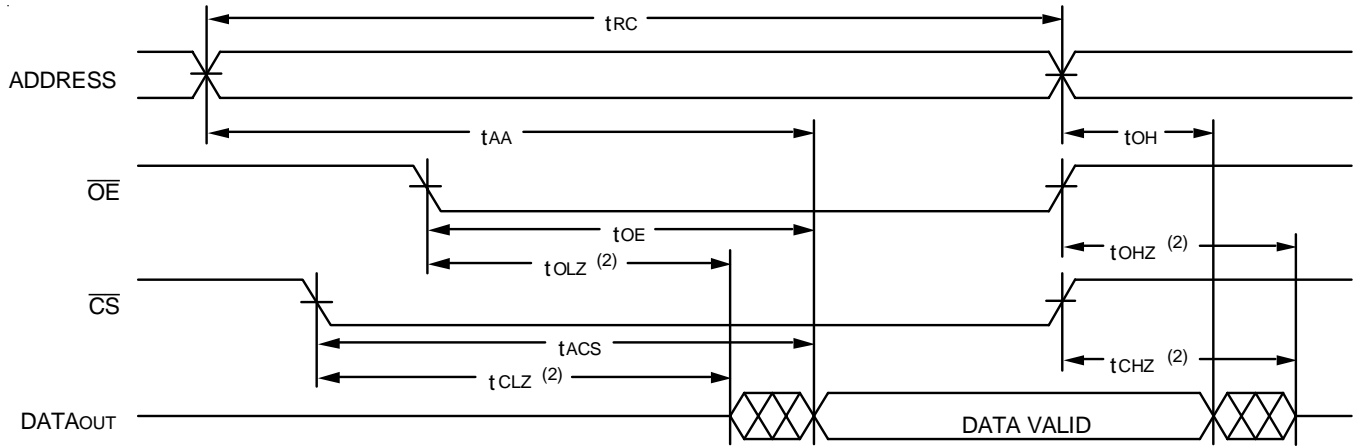 tRC
ADDRESS
tAA
tOH
OE
tOE
tOLZ (2)
tOHZ (2)
CS
tACS
tCLZ (2)
tCHZ (2)
DATAOUT
DATA VALID